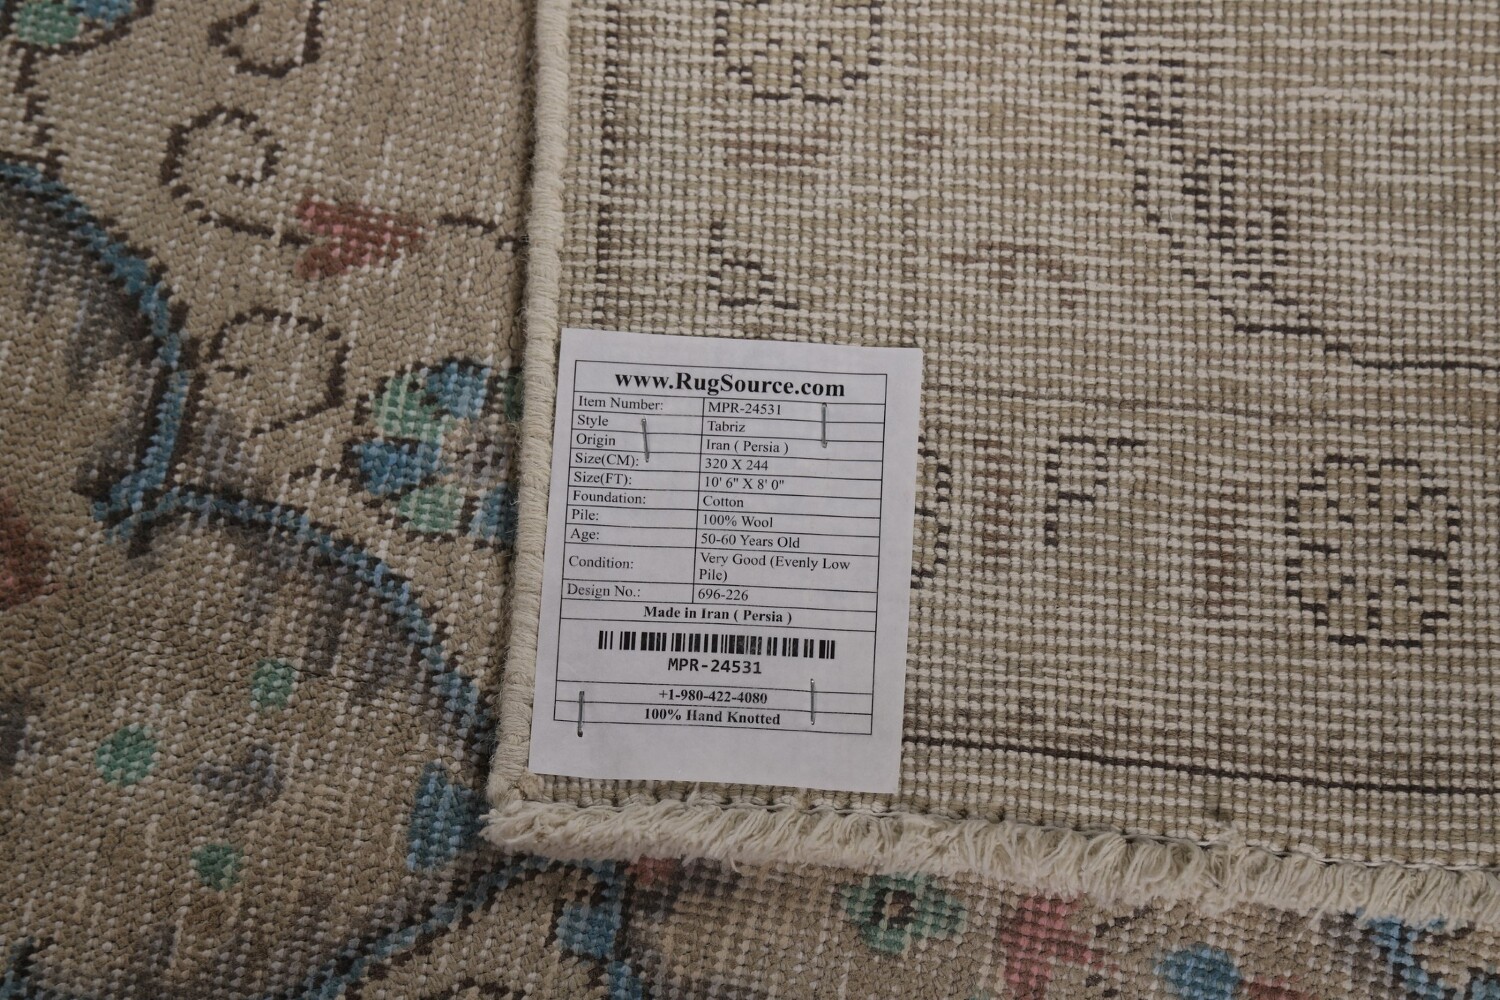 www.RugSource.com
Item Number: MPR-24531
Style Tabriz
Origin Iran ( Persia )
Size(CM): 320 X 244
Size(FT): 10' 6" X 8' 0"
Foundation: Cotton
Pile: 100% Wool
Age: 50-60 Years Old
Condition: Very Good (Evenly Low
Pile)
Design No.: 696-226
Made in Iran ( Persia )
MPR-24531
+1-980-422-4080
100% Hand Knotted